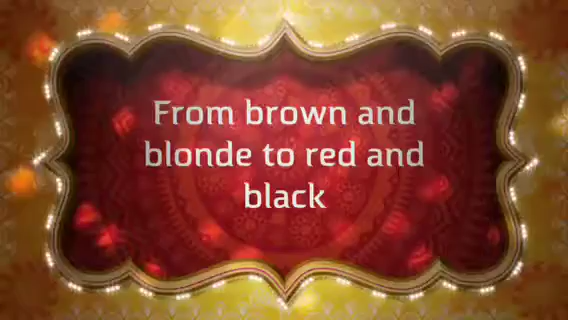 From brown and
blonde to red and
black